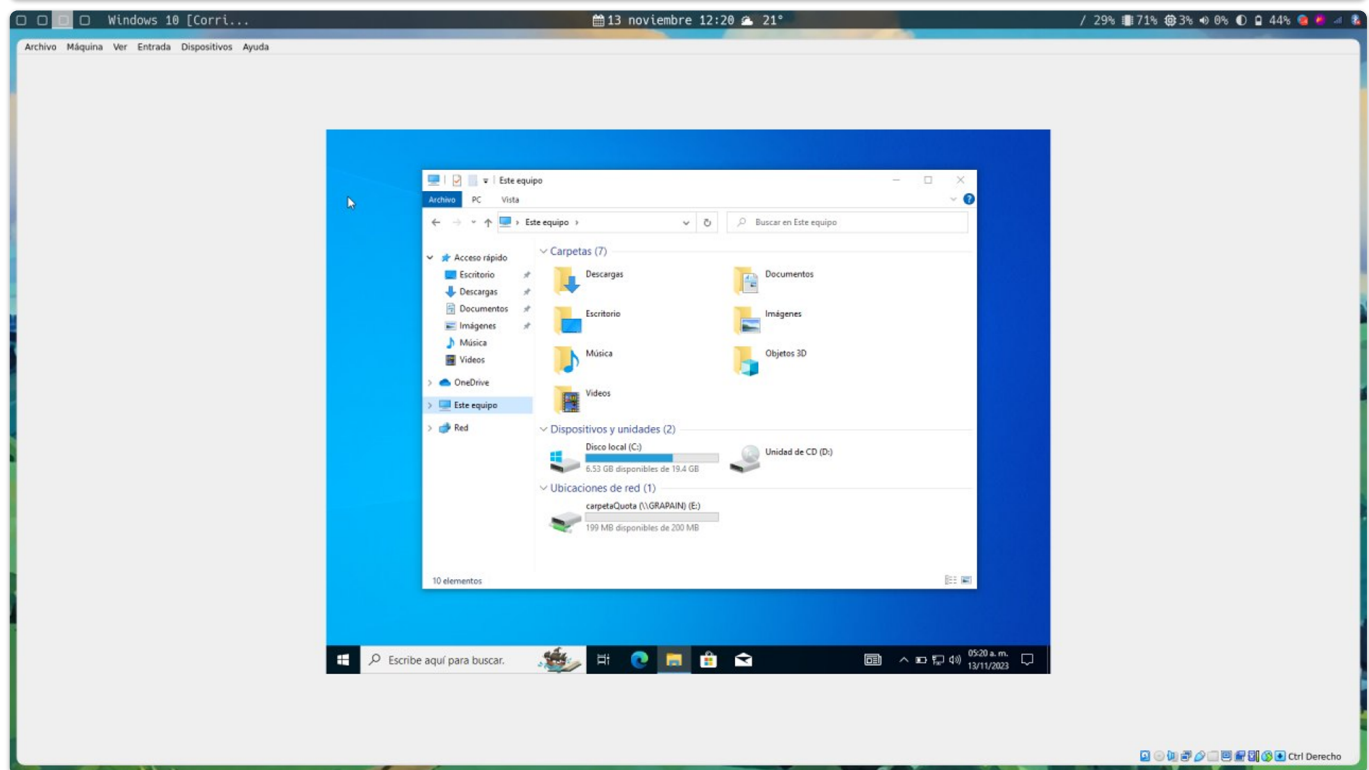 Windows 10 [Corri...
13 noviembre 12:20 21°
/ 29% 71% 3% 0% 44%
Archivo Máquina Ver Entrada Dispositivos Ayuda
Este equipo
Archivo PC Vista
Este equipo
Buscar en Este equipo
Acceso rápido
Escritorio
Descargas
Documentos
Imágenes
Música
Videos
OneDrive
Este equipo
Red
Carpetas (7)
Descargas
Documentos
Escritorio
Imágenes
Música
Objetos 3D
Videos
Dispositivos y unidades (2)
Disco local (C:)
6.53 GB disponibles de 19.4 GB
Unidad de CD (D:)
Ubicaciones de red (1)
carpetaQuota (\\GRAPAIN) (E:)
199 MB disponibles de 200 MB
10 elementos
Escribe aquí para buscar.
05:20 a. m.
13/11/2023
Ctrl Derecho